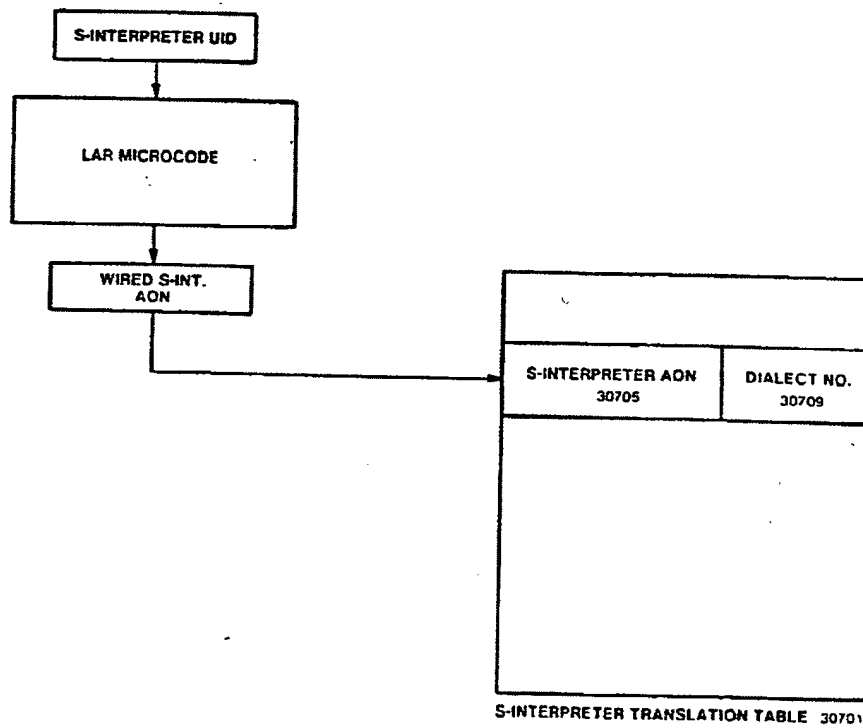 S-INTERPRETER UID
LAR MICROCODE
WIRED S-INT.
AON
S-INTERPRETER AON
30705
DIALECT NO.
30709
S-INTERPRETER TRANSLATION TABLE 30701